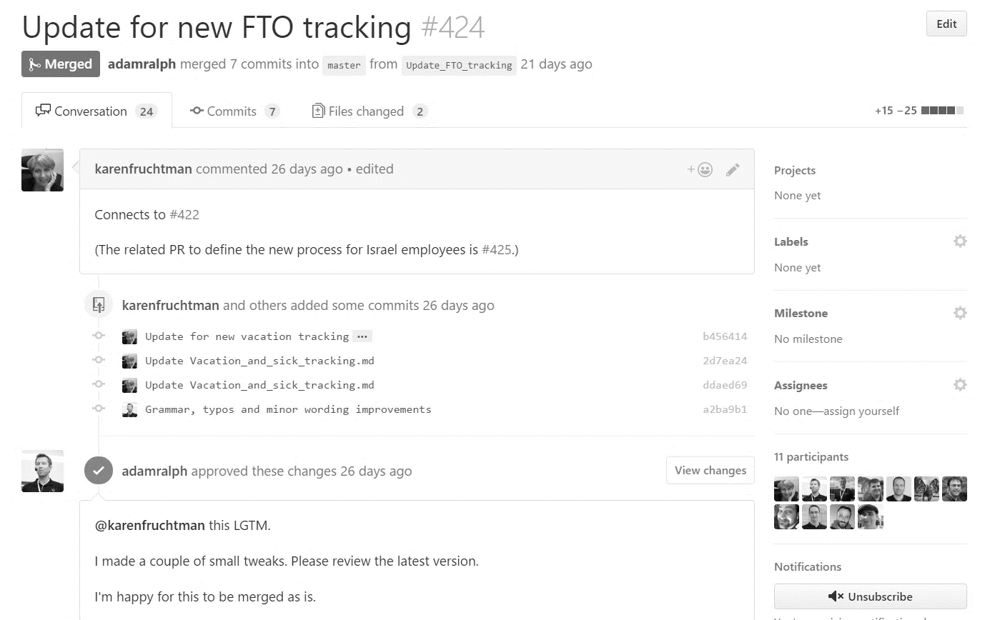 Update for new FTO tracking #424
Edit
Merged adamralph merged 7 commits into master from Update_FTO_tracking 21 days ago
Conversation 24 Commits 7 Files changed 2 +15 −25
karenfruchtman commented 26 days ago • edited
Connects to #422
(The related PR to define the new process for Israel employees is #425.)
karenfruchtman and others added some commits 26 days ago
Update for new vacation tracking ... b456414
Update Vacation_and_sick_tracking.md 2d7ea24
Update Vacation_and_sick_tracking.md ddaed69
Grammar, typos and minor wording improvements a2ba9b1
adamralph approved these changes 26 days ago View changes
@karenfruchtman this LGTM.
I made a couple of small tweaks. Please review the latest version.
I'm happy for this to be merged as is.
Projects
None yet
Labels
None yet
Milestone
No milestone
Assignees
No one—assign yourself
11 participants
Notifications
Unsubscribe